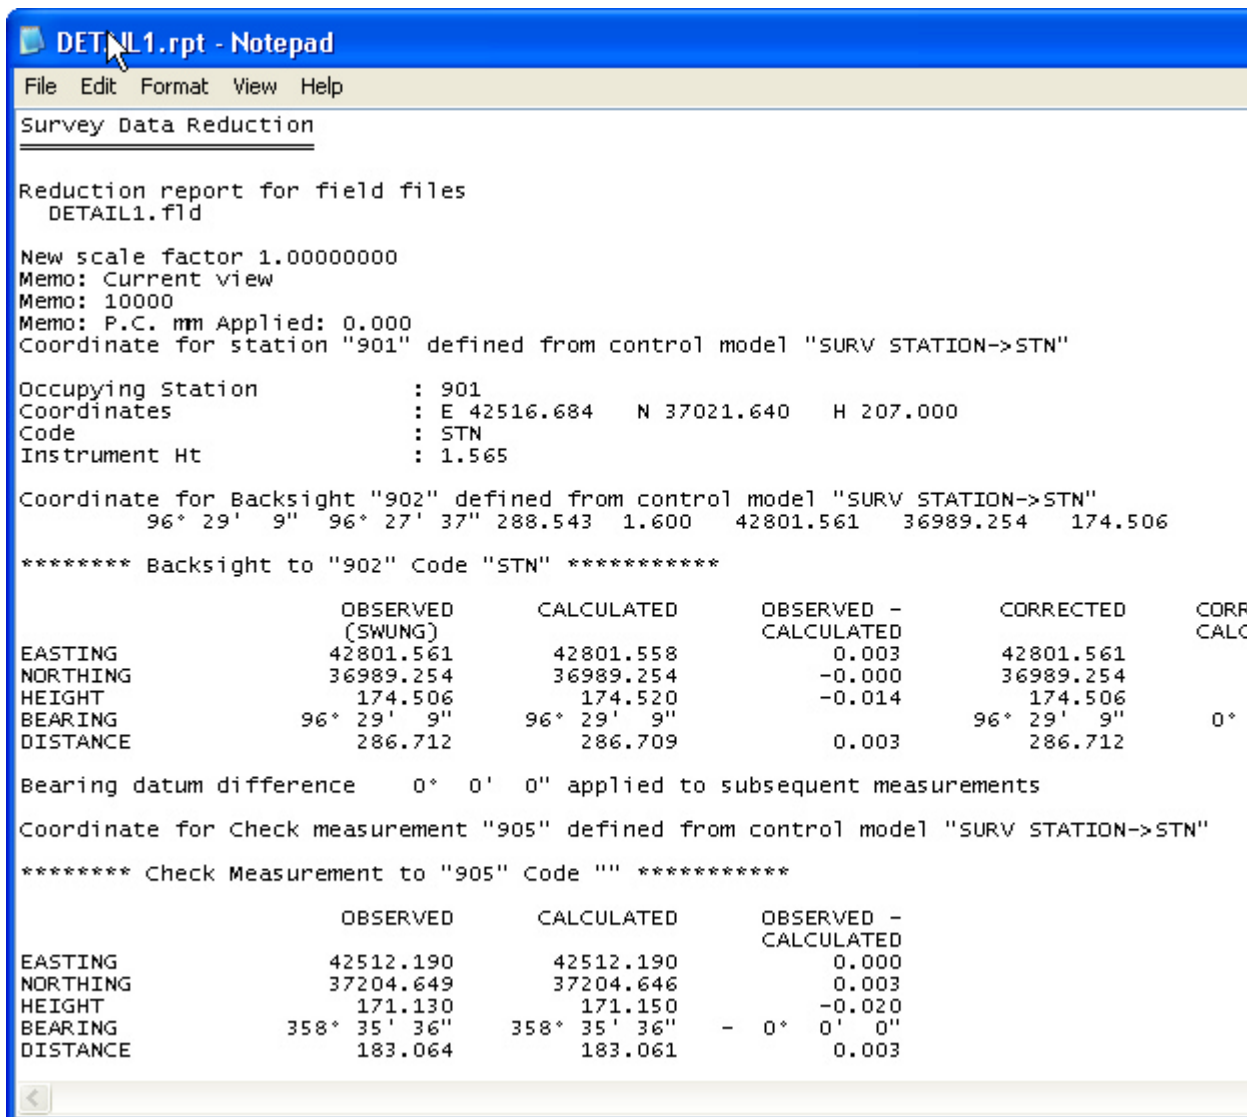 DETAIL1.rpt - Notepad
File Edit Format View Help
Survey Data Reduction
Reduction report for field files
DETAIL1.fld
New scale factor 1.00000000
Memo: Current view
Memo: 10000
Memo: P.C. mm Applied: 0.000
Coordinate for station "901" defined from control model "SURV STATION->STN"
Occupying Station : 901
Coordinates : E 42516.684 N 37021.640 H 207.000
Code : STN
Instrument Ht : 1.565
Coordinate for Backsight "902" defined from control model "SURV STATION->STN"
96° 29' 9" 96° 27' 37" 288.543 1.600 42801.561 36989.254 174.506
******** Backsight to "902" Code "STN" ***********
OBSERVED CALCULATED OBSERVED - CORRECTED CORR
(SWUNG) CALCULATED CALC
EASTING 42801.561 42801.558 0.003 42801.561
NORTHING 36989.254 36989.254 -0.000 36989.254
HEIGHT 174.506 174.520 -0.014 174.506
BEARING 96° 29' 9" 96° 29' 9" 96° 29' 9" 0°
DISTANCE 286.712 286.709 0.003 286.712
Bearing datum difference 0° 0' 0" applied to subsequent measurements
Coordinate for Check measurement "905" defined from control model "SURV STATION->STN"
******** Check Measurement to "905" Code "" ***********
OBSERVED CALCULATED OBSERVED -
CALCULATED
EASTING 42512.190 42512.190 0.000
NORTHING 37204.649 37204.646 0.003
HEIGHT 171.130 171.150 -0.020
BEARING 358° 35' 36" 358° 35' 36" - 0° 0' 0"
DISTANCE 183.064 183.061 0.003